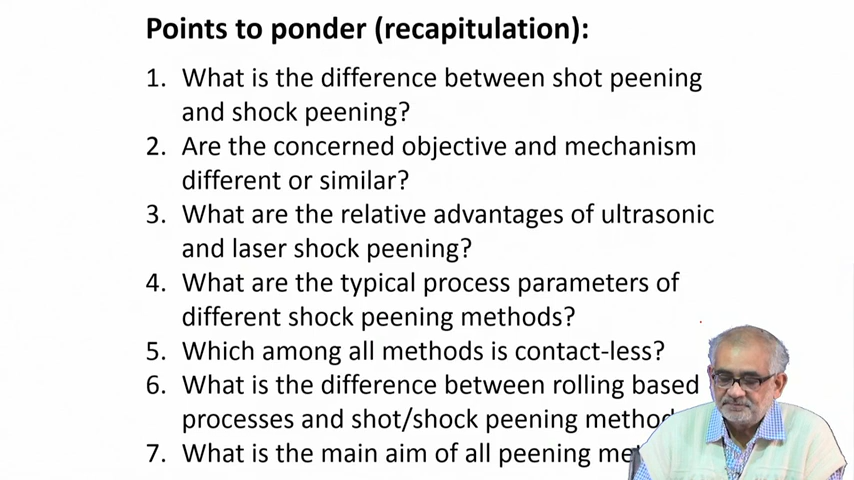 Points to ponder (recapitulation):
1. What is the difference between shot peening
and shock peening?
2. Are the concerned objective and mechanism
different or similar?
3. What are the relative advantages of ultrasonic
and laser shock peening?
4. What are the typical process parameters of
different shock peening methods?
5. Which among all methods is contact-less?
6. What is the difference between rolling based
processes and shot/shock peening
7. What is the main aim of all peening